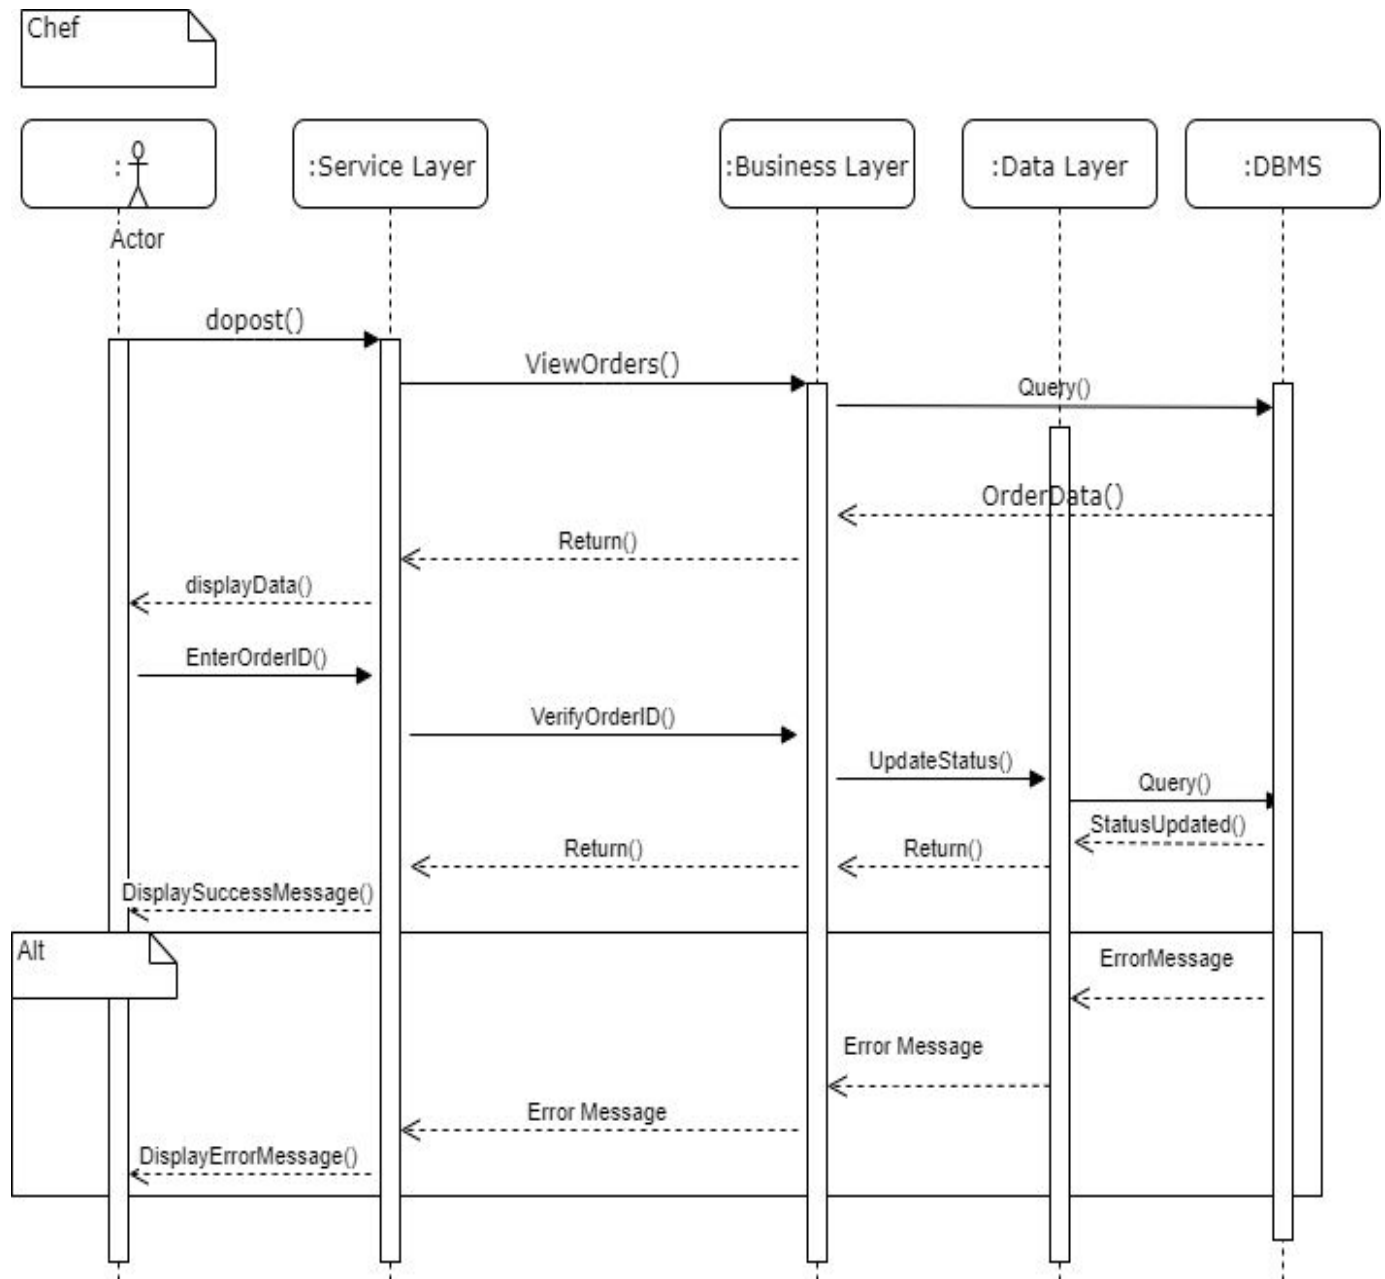 Chef
:
:Service Layer
:Business Layer
:Data Layer
:DBMS
Actor
dopost()
ViewOrders()
Query()
OrderData()
Return()
displayData()
EnterOrderID()
VerifyOrderID()
UpdateStatus()
Query()
StatusUpdated()
Return()
Return()
DisplaySuccessMessage()
Alt
ErrorMessage
Error Message
Error Message
DisplayErrorMessage()